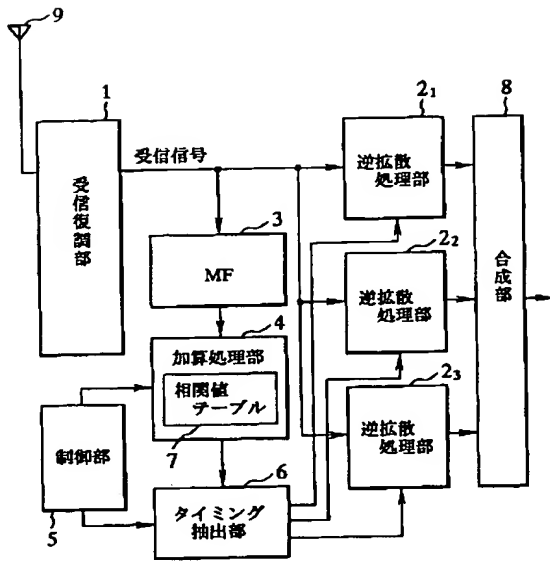 9
1
受信復調部
受信信号
2₁
逆拡散
処理部
8
合成部
3
MF
2₂
逆拡散
処理部
4
加算処理部
相関値
テーブル
7
2₃
逆拡散
処理部
制御部
5
6
タイミング
抽出部